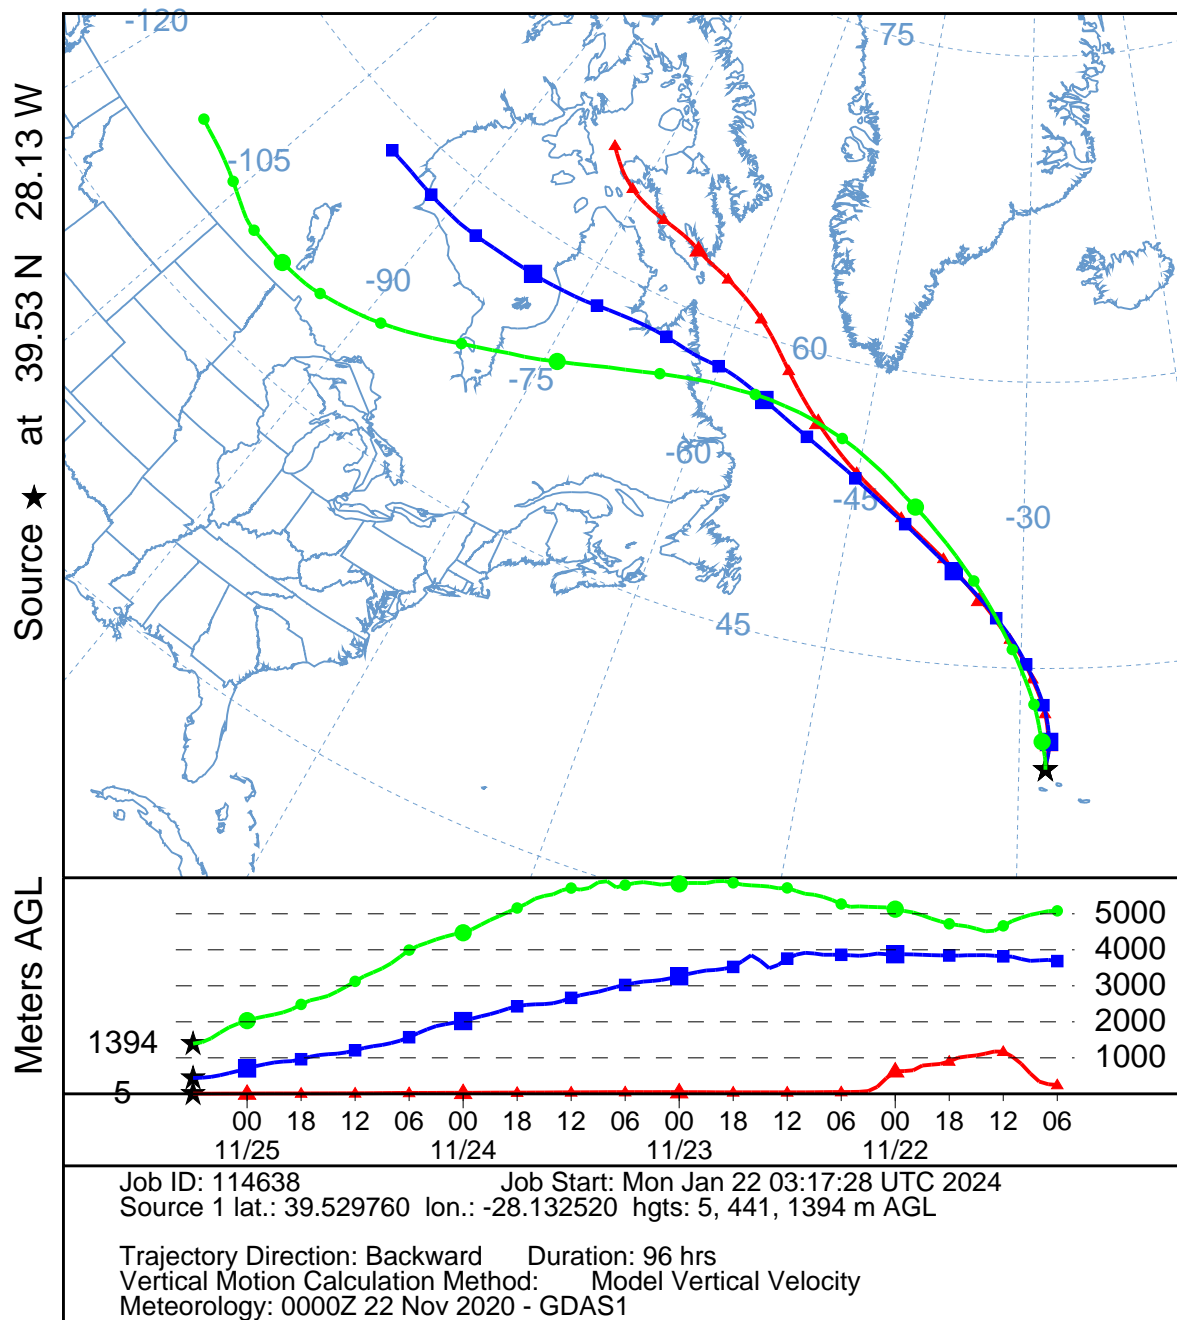 Source ★ at 39.53 N 28.13 W
-120
75
-105
-90
60
-75
-60
-45
-30
45
Meters AGL
5000
4000
3000
2000
1000
1394
5
00 18 12 06 00 18 12 06 00 18 12 06 00 18 12 06
11/25 11/24 11/23 11/22
Job ID: 114638 Job Start: Mon Jan 22 03:17:28 UTC 2024
Source 1 lat.: 39.529760 lon.: -28.132520 hgts: 5, 441, 1394 m AGL
Trajectory Direction: Backward Duration: 96 hrs
Vertical Motion Calculation Method: Model Vertical Velocity
Meteorology: 0000Z 22 Nov 2020 - GDAS1